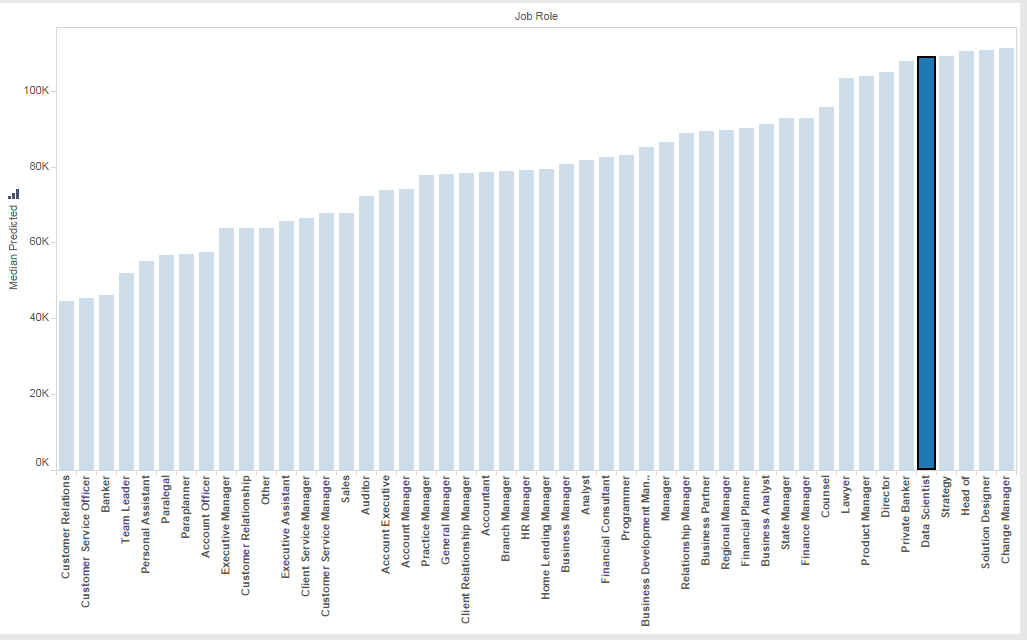 Job Role
100K
80K
60K
40K
20K
0K
Median Predicted
Customer Relations
Customer Service Officer
Banker
Team Leader
Personal Assistant
Paralegal
Paraplanner
Account Officer
Executive Manager
Customer Relationship
Other
Executive Assistant
Client Service Manager
Customer Service Manager
Sales
Auditor
Account Executive
Account Manager
Practice Manager
General Manager
Client Relationship Manager
Accountant
Branch Manager
HR Manager
Home Lending Manager
Business Manager
Analyst
Financial Consultant
Programmer
Business Development Man..
Manager
Relationship Manager
Business Partner
Regional Manager
Financial Planner
Business Analyst
State Manager
Finance Manager
Counsel
Lawyer
Product Manager
Director
Private Banker
Data Scientist
Strategy
Head of
Solution Designer
Change Manager